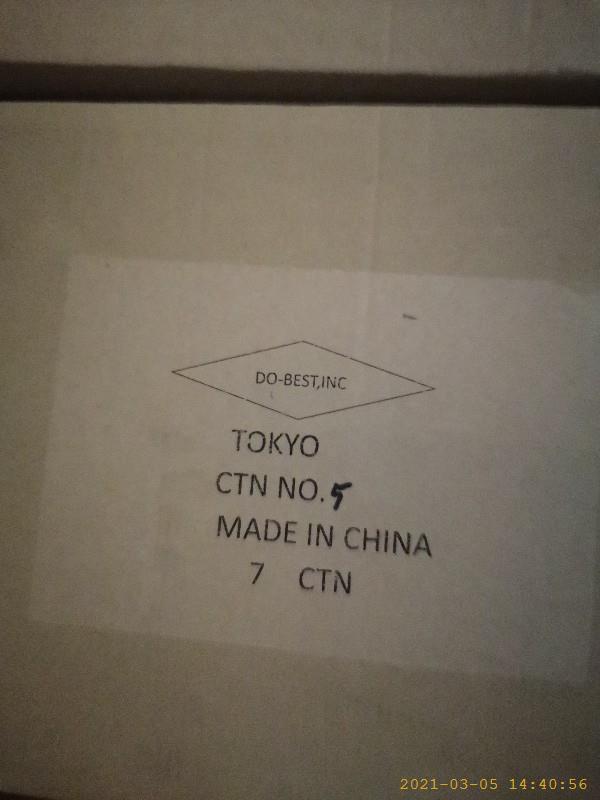 DO-BEST,INC
TOKYO
CTN NO.5
MADE IN CHINA
7 CTN
2021-03-05 14:40:56